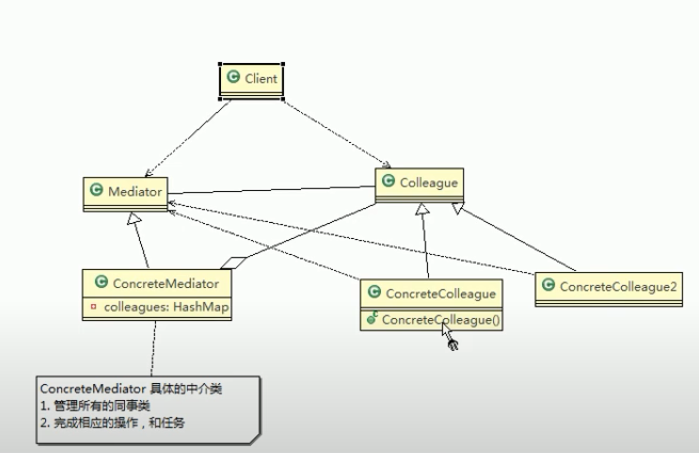 Client
Mediator
Colleague
ConcreteMediator
colleagues: HashMap
ConcreteColleague
ConcreteColleague()
ConcreteColleague2
ConcreteMediator 具体的中介类
1. 管理所有的同事类
2. 完成相应的操作，和任务